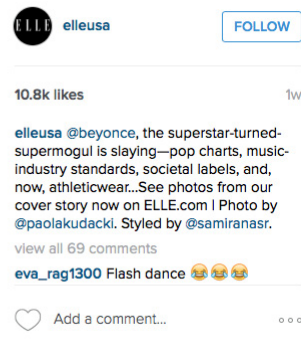 ELLE elleusa FOLLOW
10.8k likes 1w
elleusa @beyonce, the superstar-turned-
supermogul is slaying—pop charts, music-
industry standards, societal labels, and,
now, athleticwear...See photos from our
cover story now on ELLE.com I Photo by
@paolakudacki. Styled by @samiranasr.
view all 69 comments
eva_rag1300 Flash dance 😂😂😂
Add a comment...